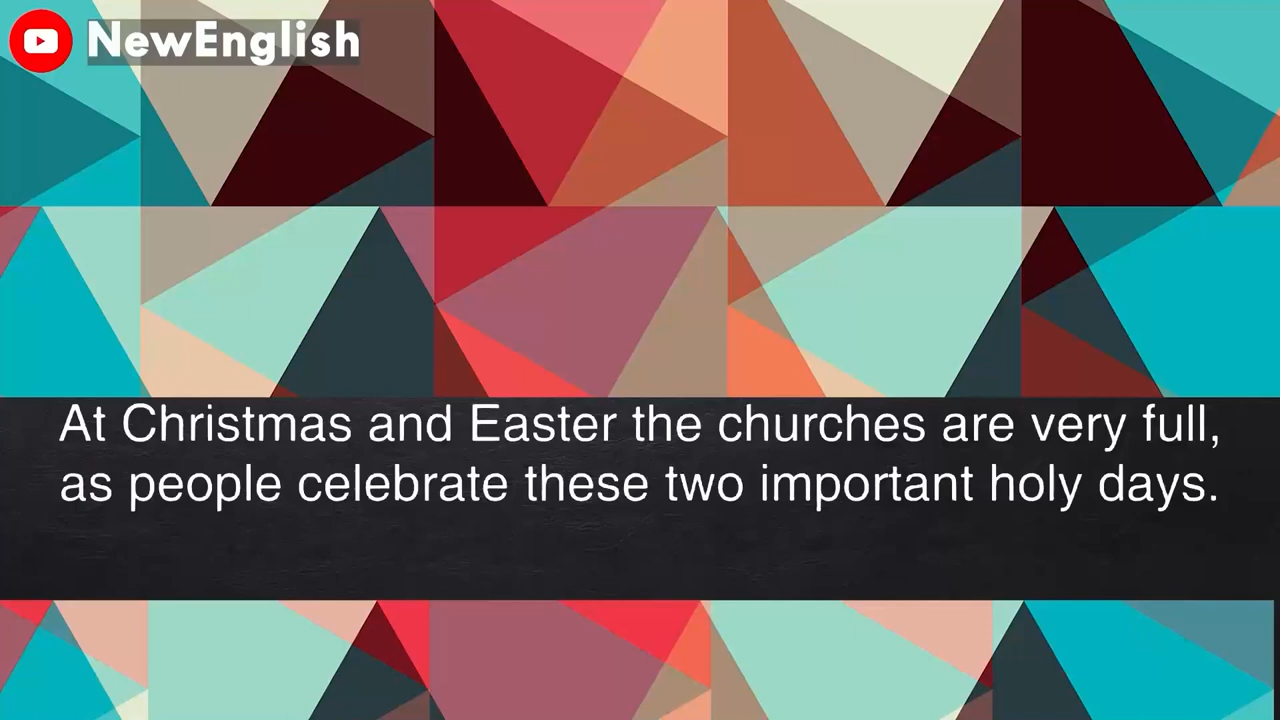 NewEnglish
At Christmas and Easter the churches are very full,
as people celebrate these two important holy days.